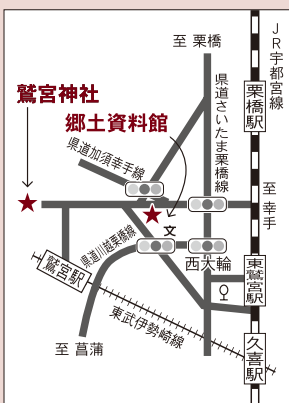 至 栗橋
JR宇都宮線
栗橋駅
県道さいたま栗橋線
鷲宮神社
郷土資料館
県道加須幸手線
至 幸手
文
県道川越栗橋線
西大輪
鷲宮駅
東鷲宮駅
東武伊勢崎線
久喜駅
至 菖蒲